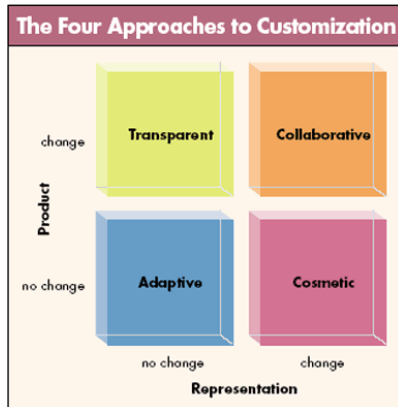 The Four Approaches to Customization
Transparent
Collaborative
change
Product
Adaptive
Cosmetic
no change
no change
change
Representation